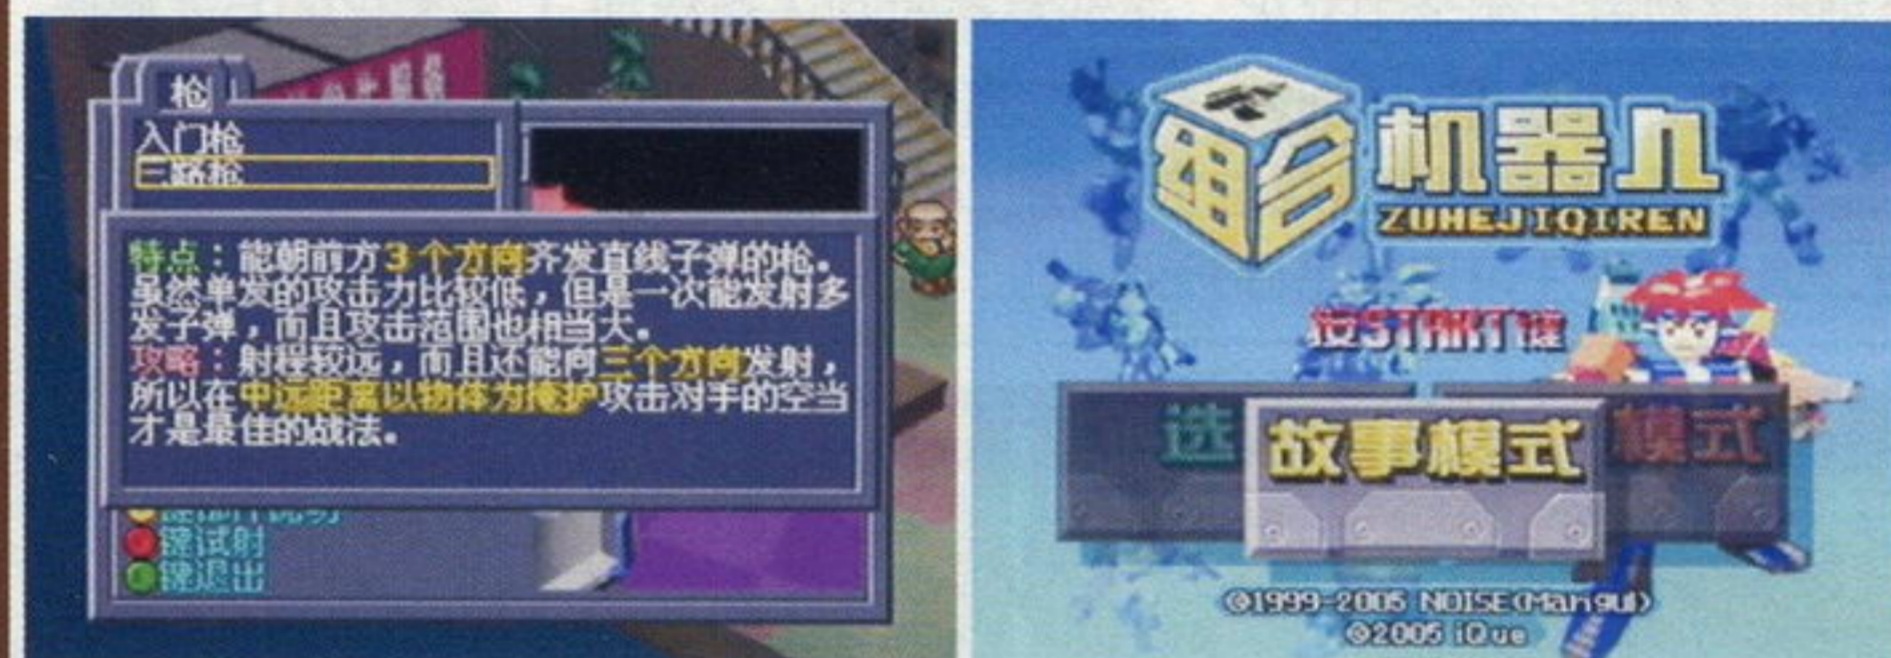 枪
入门枪
三路枪
特点：能朝前方3个方向齐发直线子弹的枪。
虽然单发的攻击力比较低，但是一次能发射多
发子弹，而且攻击范围也相当大。
攻略：射程较远，而且还能向三个方向发射，
所以在中远距离以物体为掩护攻击对手的空当
才是最佳的战法。
键试射
键退出
组合机器人
ZUHEJIQIREN
按START键
选
故事模式
模式
©1999-2005 NOISE(Mangul)
©2005 iQue